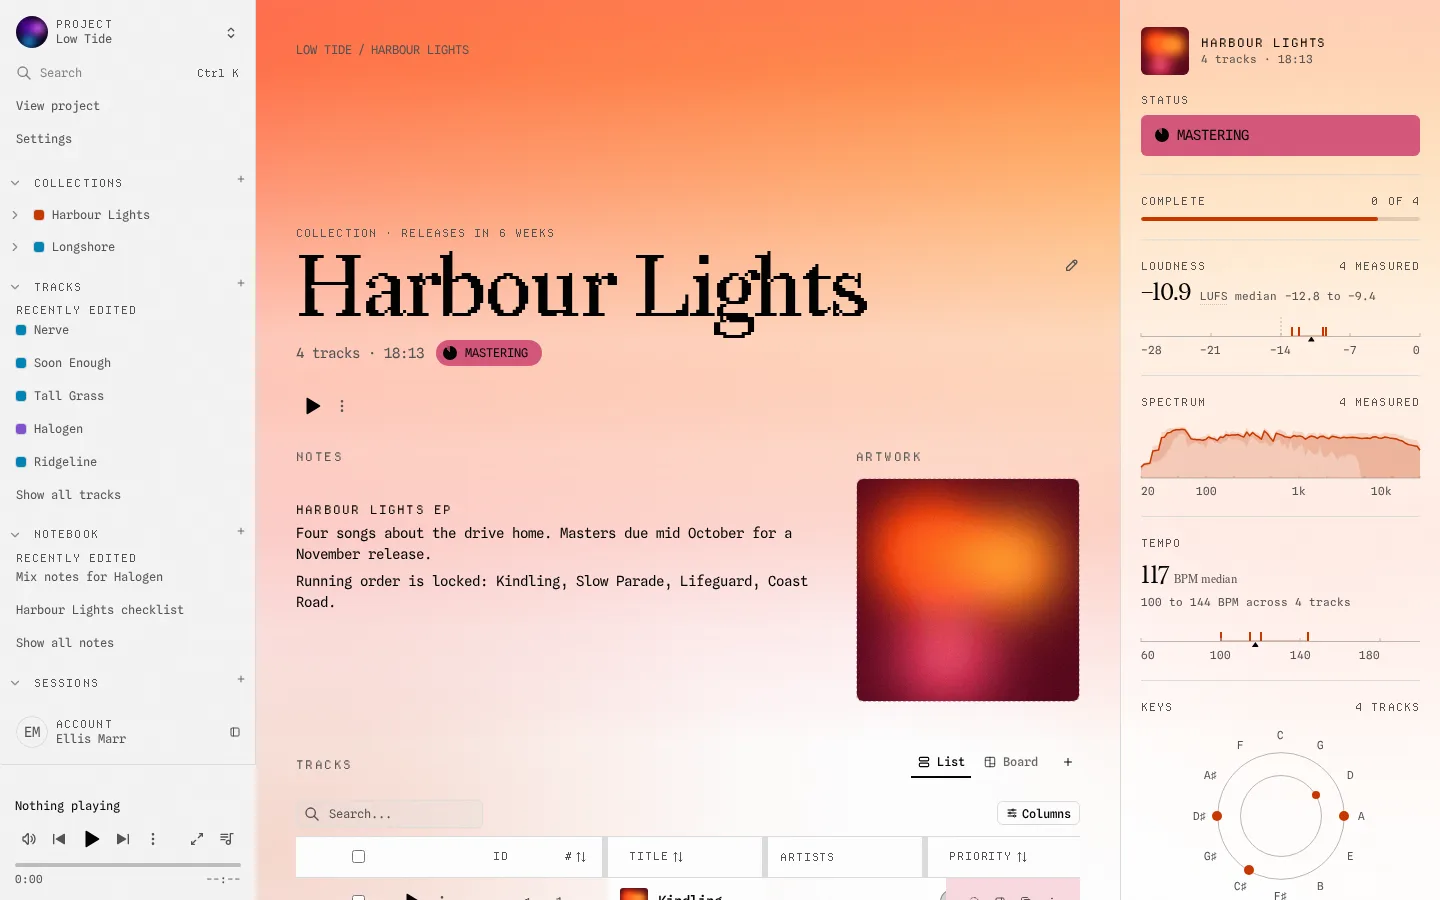 PROJECT
Low Tide
Search Ctrl K
View project
Settings
COLLECTIONS +
Harbour Lights
Longshore
TRACKS +
RECENTLY EDITED
Nerve
Soon Enough
Tall Grass
Halogen
Ridgeline
Show all tracks
NOTEBOOK +
RECENTLY EDITED
Mix notes for Halogen
Harbour Lights checklist
Show all notes
SESSIONS +
EM
ACCOUNT
Ellis Marr
Nothing playing
0:00 --:--
LOW TIDE / HARBOUR LIGHTS
COLLECTION · RELEASES IN 6 WEEKS
Harbour Lights
4 tracks · 18:13 MASTERING
NOTES
HARBOUR LIGHTS EP
Four songs about the drive home. Masters due mid October for a
November release.
Running order is locked: Kindling, Slow Parade, Lifeguard, Coast
Road.
ARTWORK
TRACKS
List Board +
Search...
Columns
ID # TITLE ARTISTS PRIORITY
Kindling
HARBOUR LIGHTS
4 tracks · 18:13
STATUS
MASTERING
COMPLETE 0 OF 4
LOUDNESS 4 MEASURED
−10.9 LUFS median −12.8 to −9.4
−28 −21 −14 −7 0
SPECTRUM 4 MEASURED
20 100 1k 10k
TEMPO
117 BPM median
100 to 144 BPM across 4 tracks
60 100 140 180
KEYS 4 TRACKS
C
F G
A♯ D
D♯ A
G♯ E
C♯ B
F♯